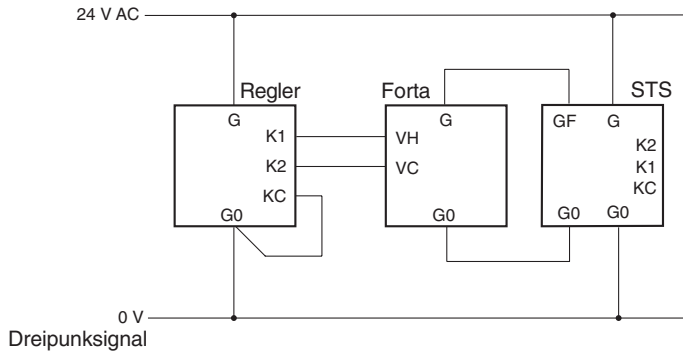 24 V AC
Regler
Forta
STS
G
G
GF
G
K1
VH
K2
K2
VC
K1
KC
KC
G0
G0
G0
G0
0 V
Dreipunksignal